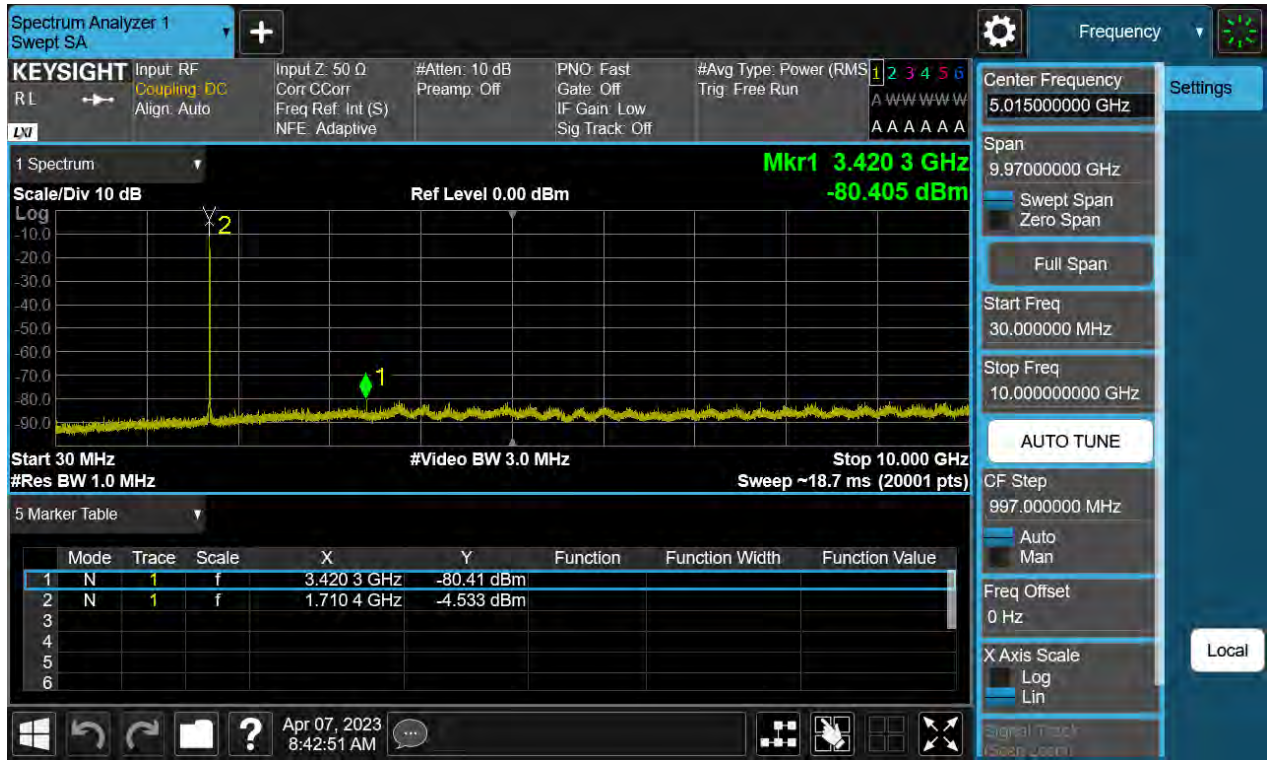 Spectrum Analyzer 1
Swept SA
+
Frequency
KEYSIGHT
RL
LXI
Input: RF
Coupling: DC
Align: Auto
Input Z: 50 Ω
Corr CCorr
Freq Ref: Int (S)
NFE: Adaptive
#Atten: 10 dB
Preamp: Off
PNO: Fast
Gate: Off
IF Gain: Low
Sig Track: Off
#Avg Type: Power (RMS
Trig: Free Run
1 2 3 4 5 6
A W W W W W
A A A A A A
1 Spectrum
Scale/Div 10 dB
Ref Level 0.00 dBm
Mkr1 3.420 3 GHz
-80.405 dBm
Log
-10.0
-20.0
-30.0
-40.0
-50.0
-60.0
-70.0
-80.0
-90.0
2
1
Start 30 MHz
#Video BW 3.0 MHz
Stop 10.000 GHz
#Res BW 1.0 MHz
Sweep ~18.7 ms (20001 pts)
5 Marker Table
Mode Trace Scale X Y Function Function Width Function Value
1 N 1 f 3.420 3 GHz -80.41 dBm
2 N 1 f 1.710 4 GHz -4.533 dBm
3
4
5
6
Apr 07, 2023
8:42:51 AM
?
Center Frequency
5.015000000 GHz
Settings
Span
9.97000000 GHz
Swept Span
Zero Span
Full Span
Start Freq
30.000000 MHz
Stop Freq
10.000000000 GHz
AUTO TUNE
CF Step
997.000000 MHz
Auto
Man
Freq Offset
0 Hz
X Axis Scale
Log
Lin
Local
Signal Track
(Span Zoom)